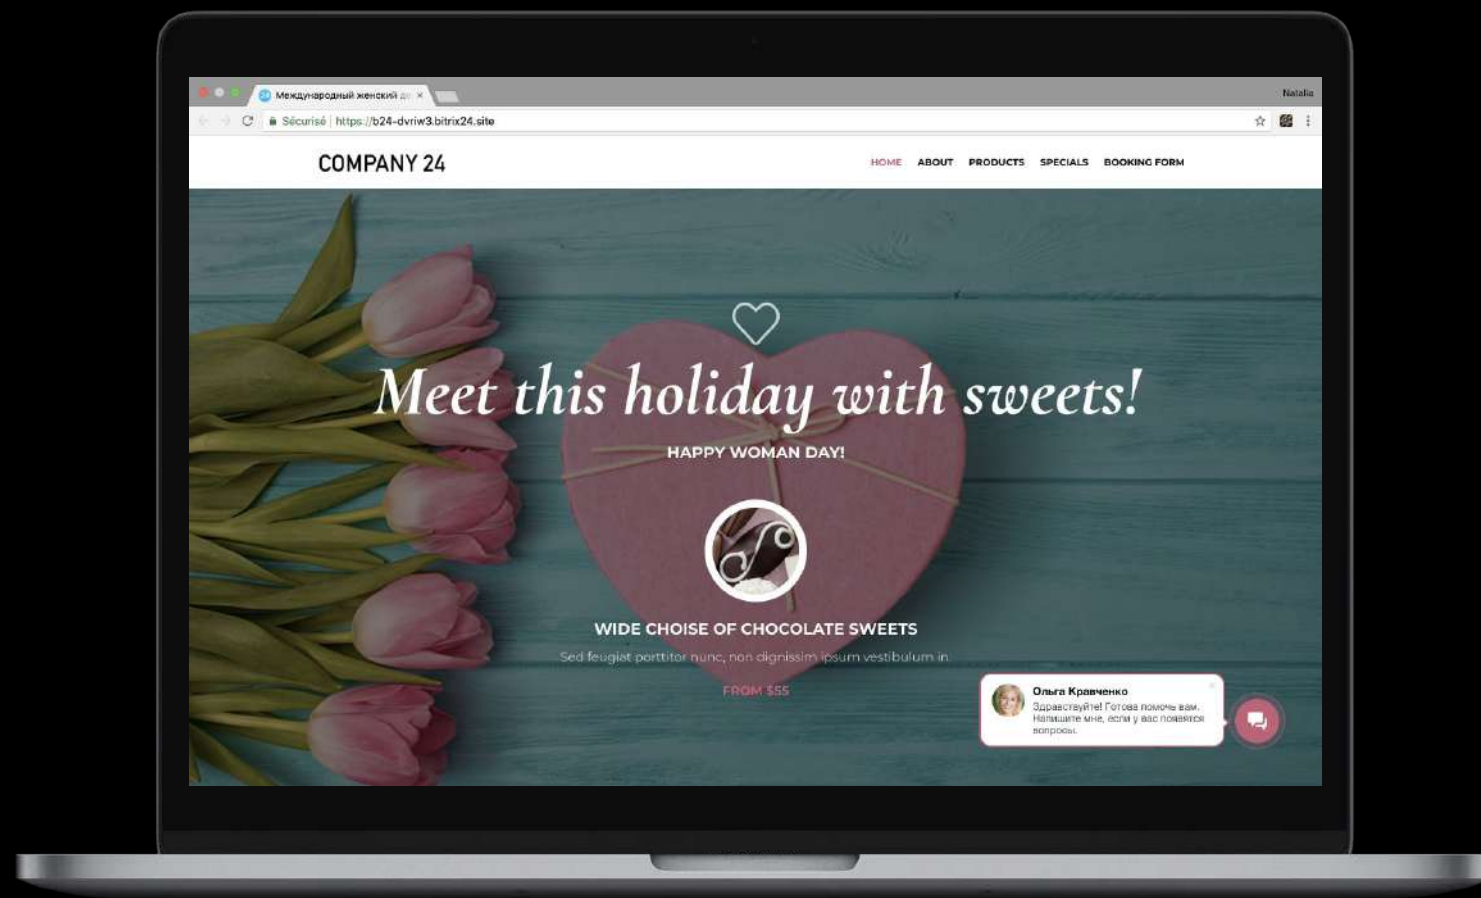 Международный женский де
Natalia
Sécurisé | https://b24-dvriw3.bitrix24.site
COMPANY 24
HOME ABOUT PRODUCTS SPECIALS BOOKING FORM
Meet this holiday with sweets!
HAPPY WOMAN DAY!
WIDE CHOISE OF CHOCOLATE SWEETS
Sed feugiat porttitor nunc, non dignissim ipsum vestibulum in.
FROM $55
Ольга Кравченко
Здравствуйте! Готова помочь вам.
Напишите мне, если у вас появятся
вопросы.